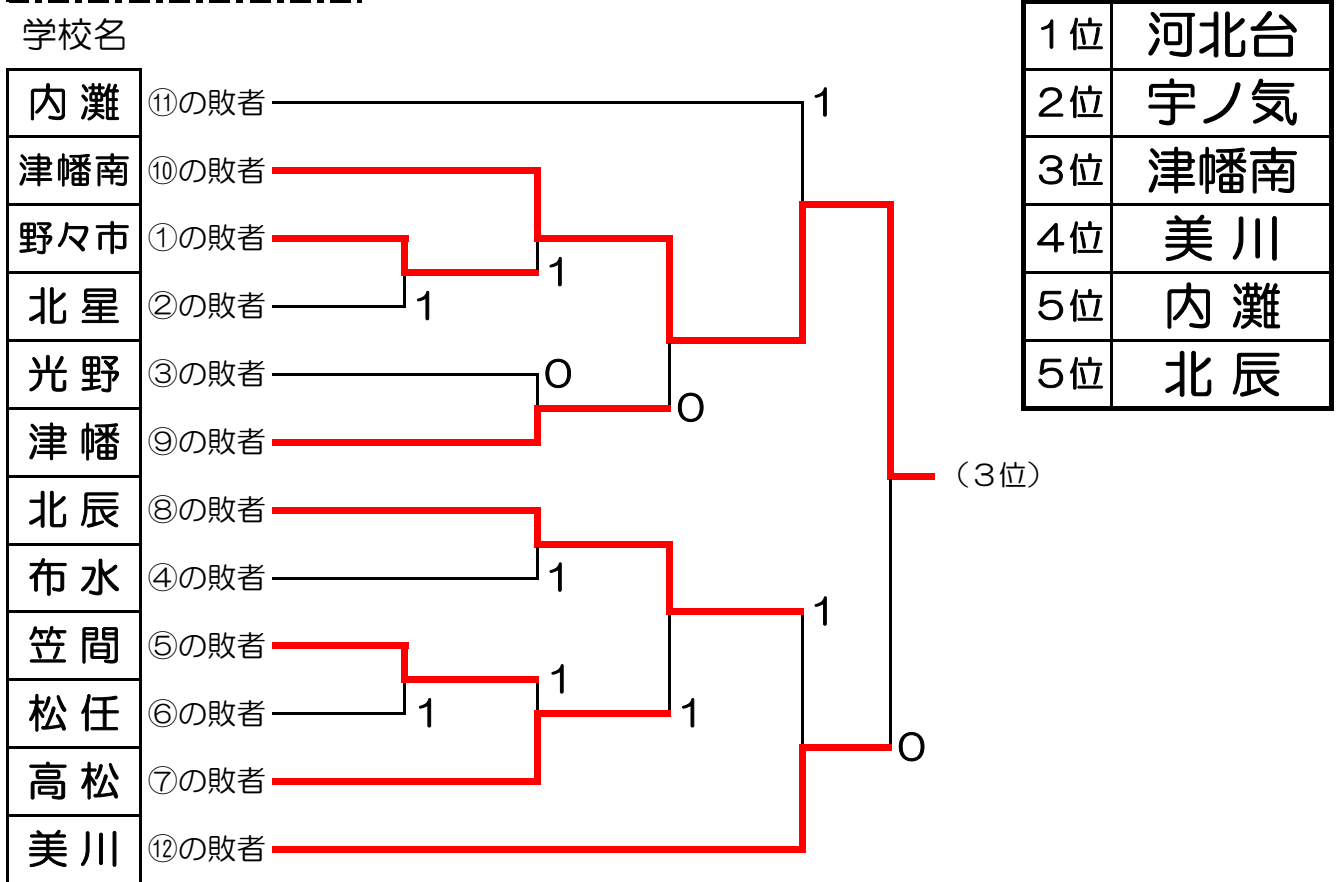 学校名
内灘 ⑪の敗者 1
津幡南 ⑩の敗者
野々市 ①の敗者 1
北星 ②の敗者 1
光野 ③の敗者 0
津幡 ⑨の敗者 0
北辰 ⑧の敗者
布水 ④の敗者 1
笠間 ⑤の敗者 1
松任 ⑥の敗者 1
高松 ⑦の敗者 1
美川 ⑫の敗者
1
0
(3位)
1位 河北台
2位 宇ノ気
3位 津幡南
4位 美川
5位 内灘
5位 北辰